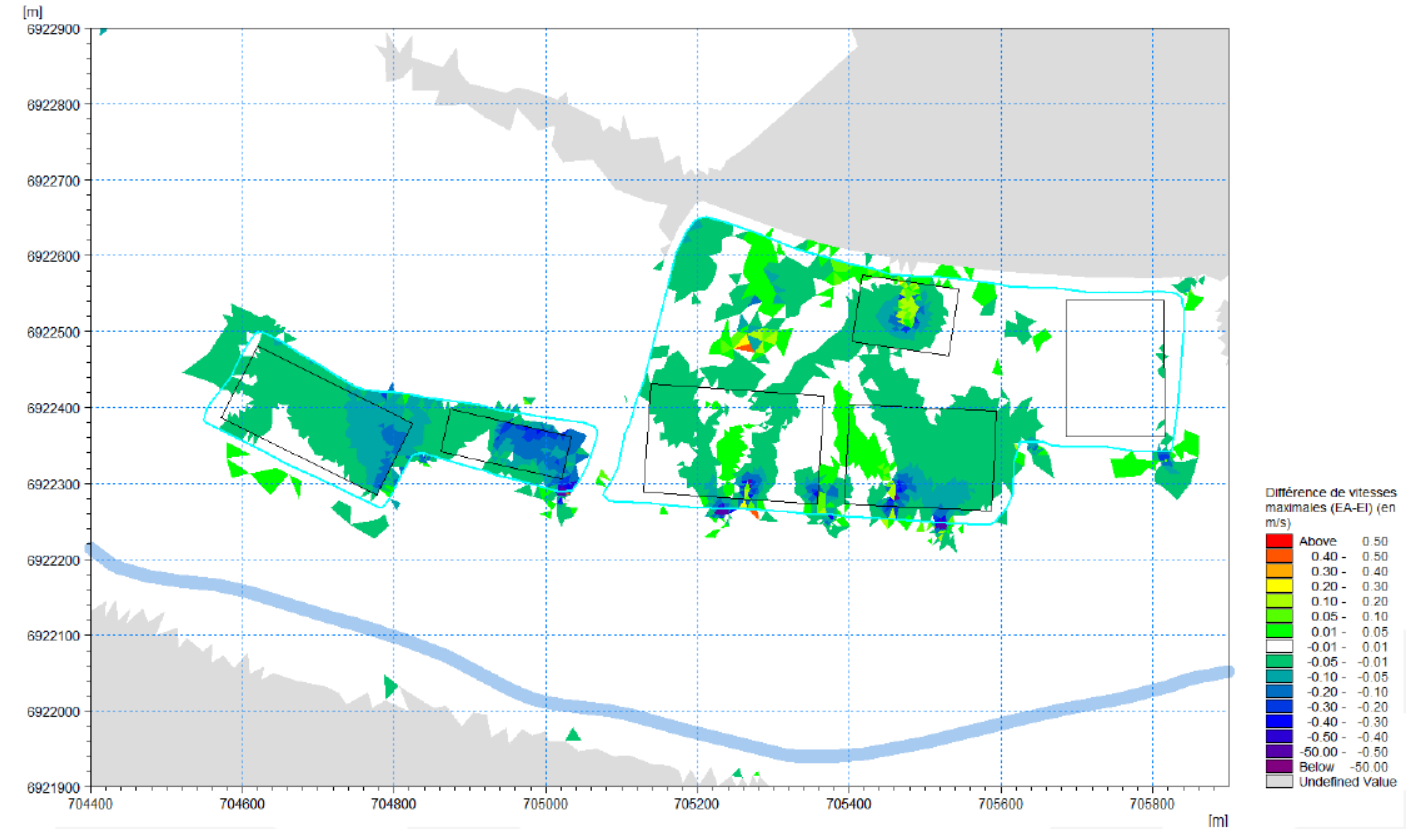 [m]
6922900
6922800
6922700
6922600
6922500
6922400
6922300
6922200
6922100
6922000
6921900
704400 704600 704800 705000 705200 705400 705600 705800
[m]
Différence de vitesses
maximales (EA-EI) (en
m/s)
Above 0.50
0.40 - 0.50
0.30 - 0.40
0.20 - 0.30
0.10 - 0.20
0.05 - 0.10
0.01 - 0.05
-0.01 - 0.01
-0.05 - -0.01
-0.10 - -0.05
-0.20 - -0.10
-0.30 - -0.20
-0.40 - -0.30
-0.50 - -0.40
-50.00 - -0.50
Below -50.00
Undefined Value